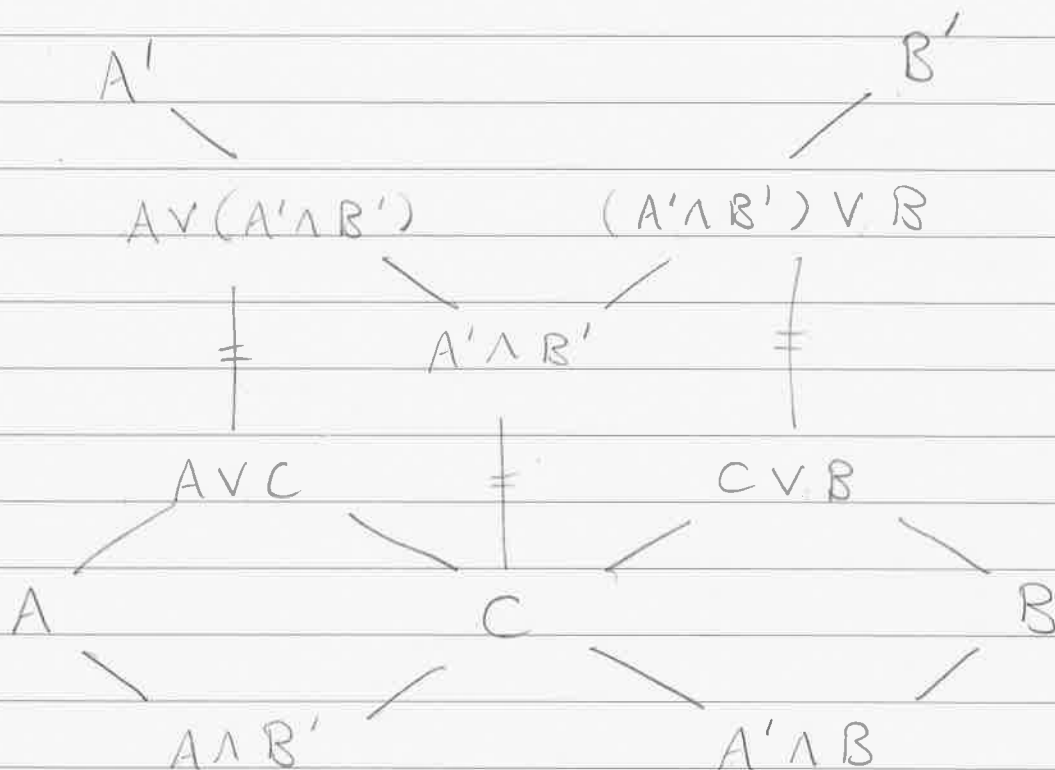 A' B'
A ∨ (A' ∧ B') (A' ∧ B') ∨ B
A' ∧ B'
A ∨ C C ∨ B
A C B
A ∧ B' A' ∧ B